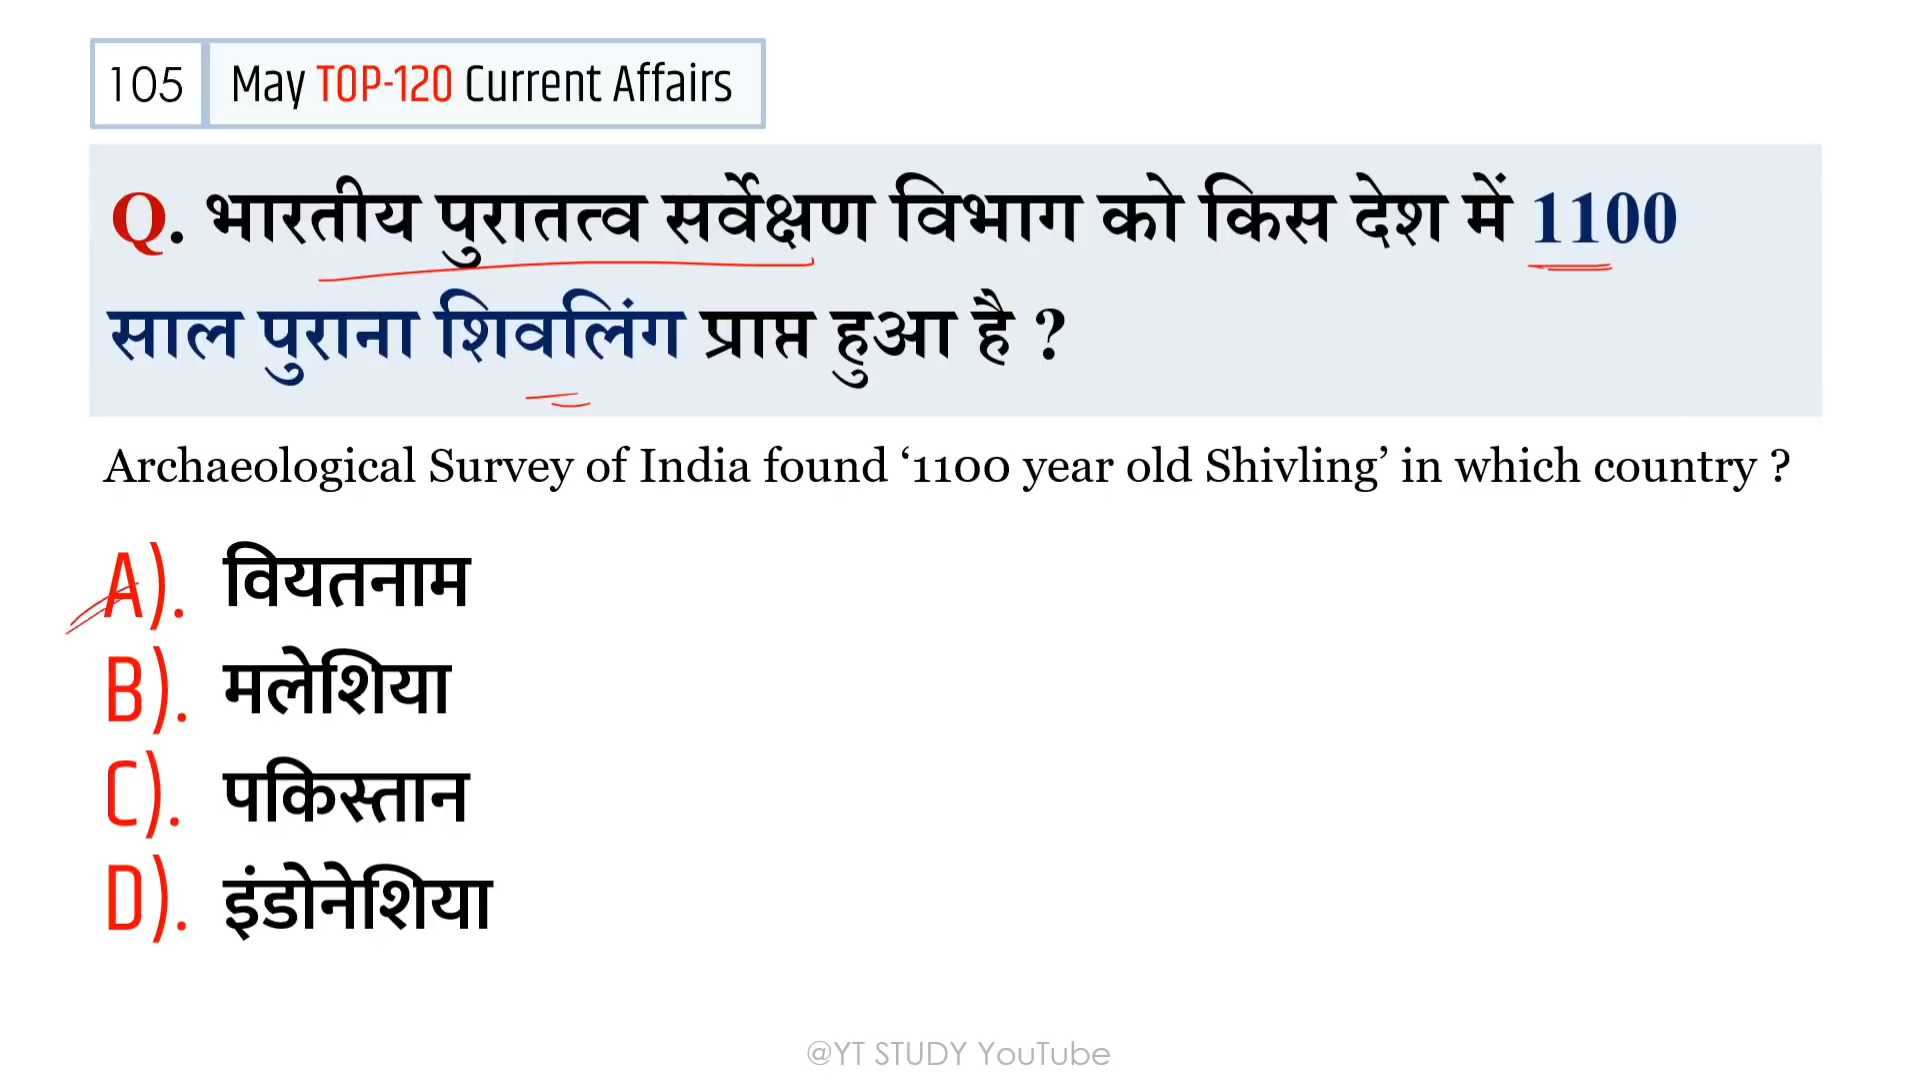 105 May TOP-120 Current Affairs
Q. भारतीय पुरातत्व सर्वेक्षण विभाग को किस देश में 1100
साल पुराना शिवलिंग प्राप्त हुआ है ?
Archaeological Survey of India found ‘1100 year old Shivling’ in which country ?
A). वियतनाम
B). मलेशिया
C). पकिस्तान
D). इंडोनेशिया
@YT STUDY YouTube